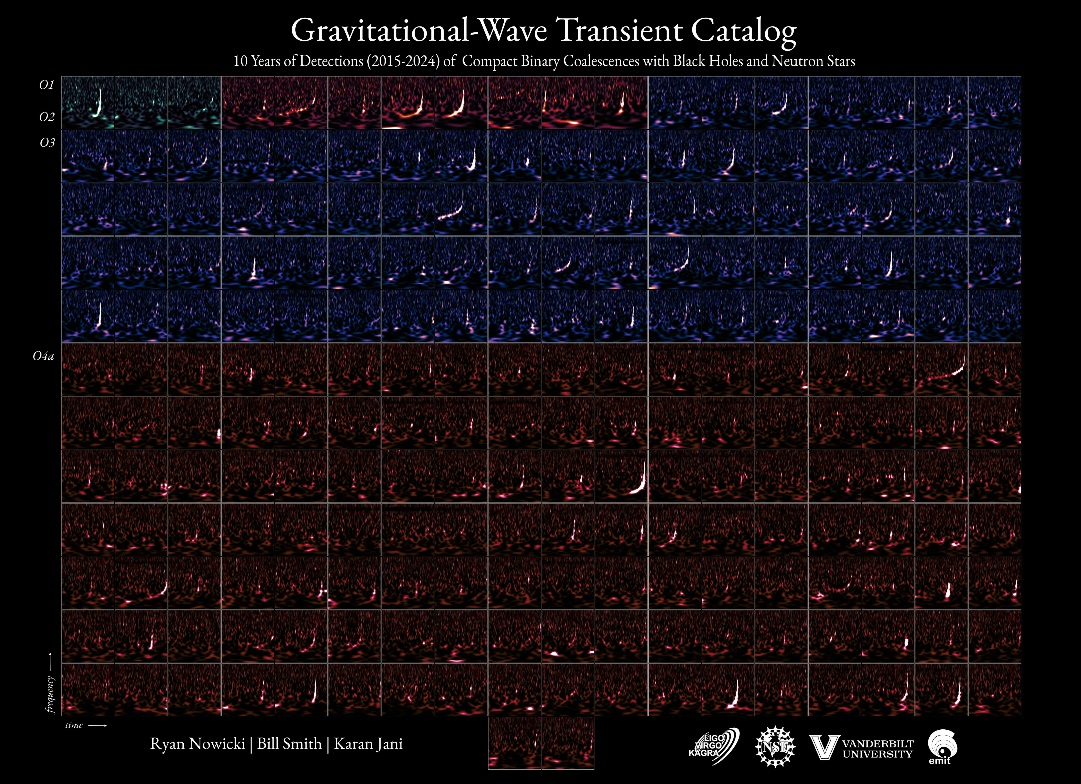 Gravitational-Wave Transient Catalog
10 Years of Detections (2015-2024) of Compact Binary Coalescences with Black Holes and Neutron Stars
O1
O2
O3
O4a
frequency
time
Ryan Nowicki | Bill Smith | Karan Jani
LIGO
VIRGO
KAGRA
NSF
VANDERBILT
UNIVERSITY
emit